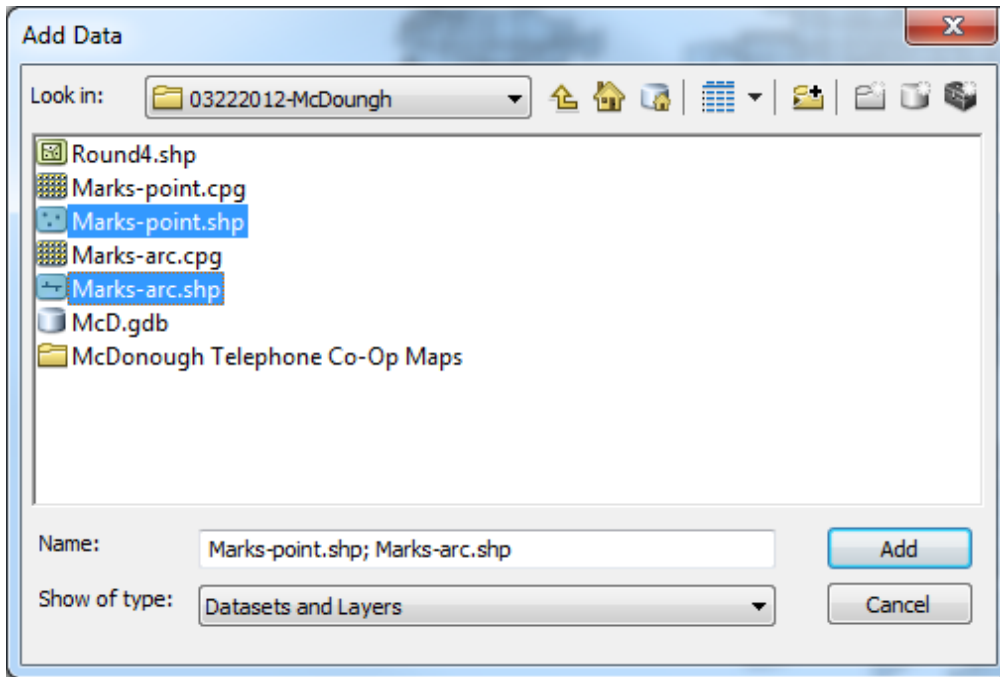 Add Data
Look in: 03222012-McDoungh
Round4.shp
Marks-point.cpg
Marks-point.shp
Marks-arc.cpg
Marks-arc.shp
McD.gdb
McDonough Telephone Co-Op Maps
Name: Marks-point.shp; Marks-arc.shp Add
Show of type: Datasets and Layers Cancel